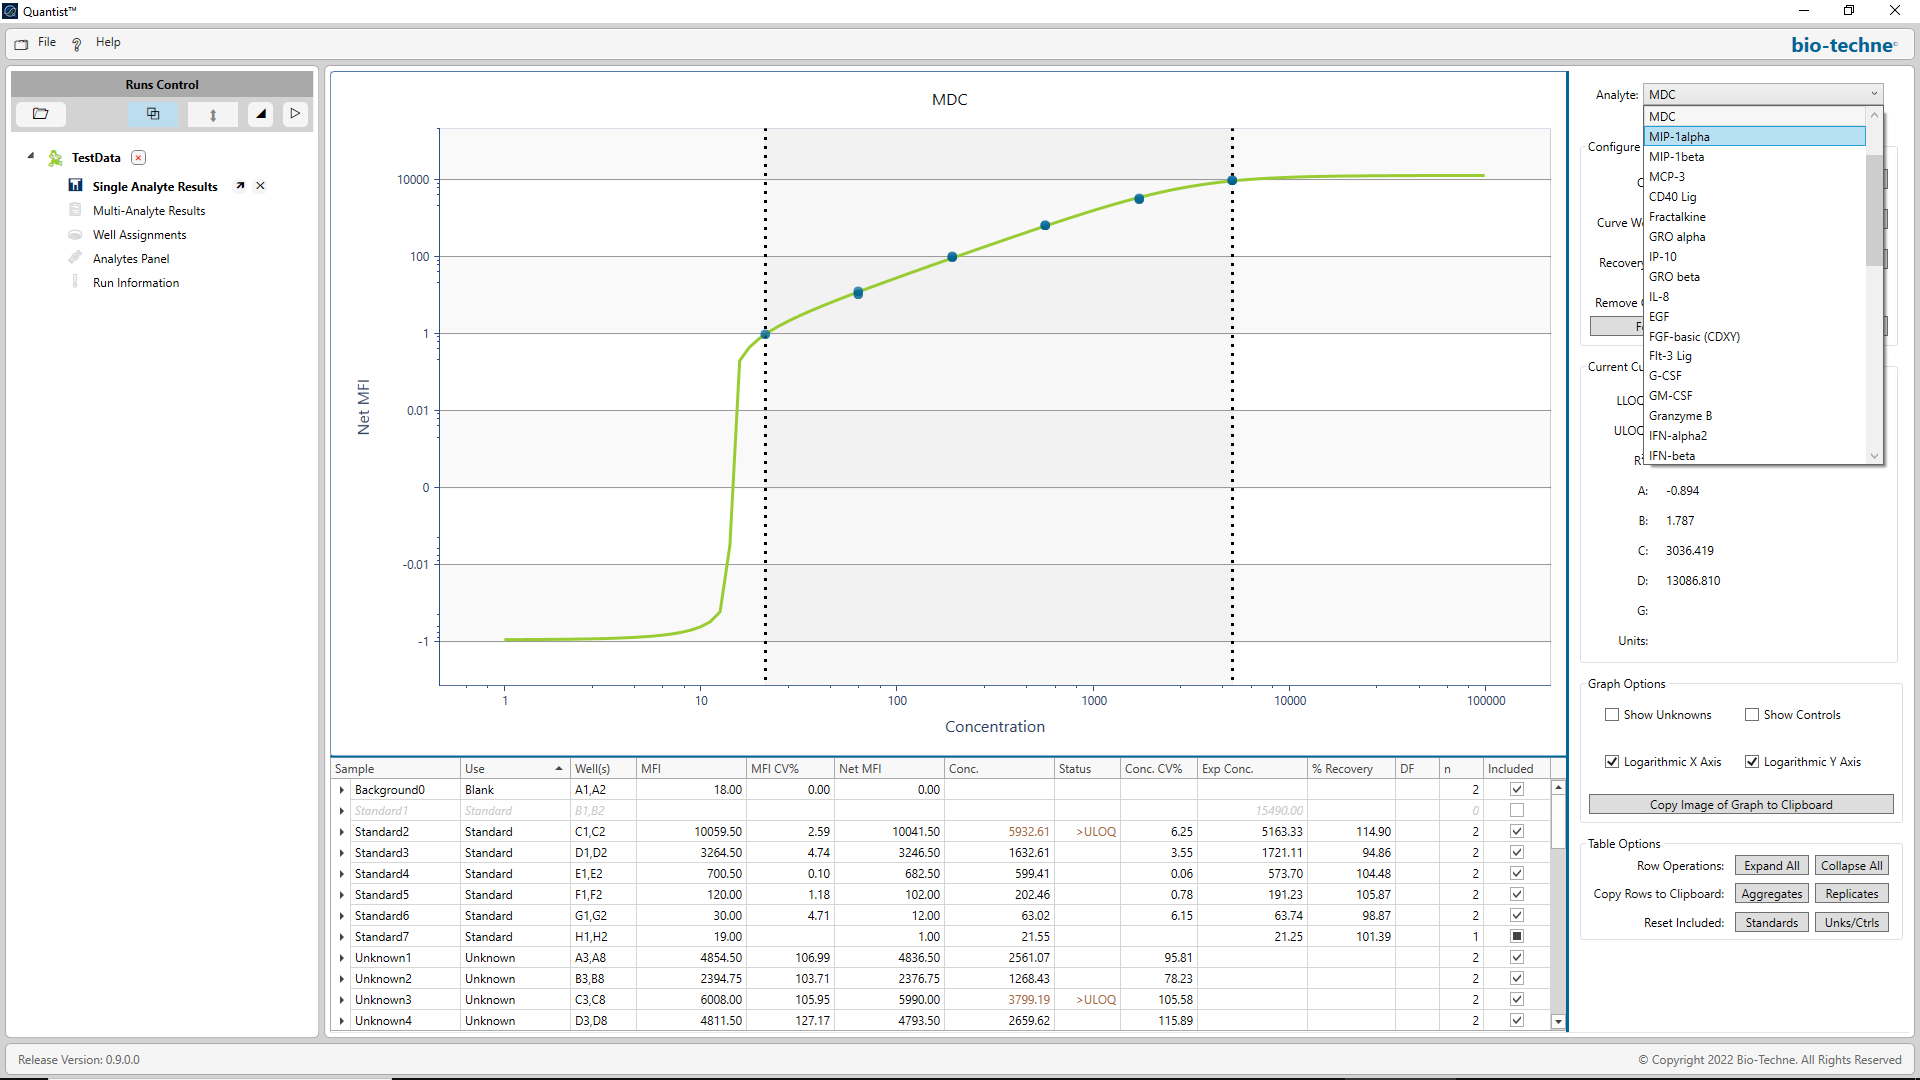 Quantist™
File Help
bio-techne
Runs Control
TestData
Single Analyte Results
Multi-Analyte Results
Well Assignments
Analytes Panel
Run Information
MDC
10000
100
1
0.01
0
-0.01
-1
Net MFI
1 10 100 1000 10000 100000
Concentration
Analyte: MDC
MDC
MIP-1alpha
MIP-1beta
MCP-3
CD40 Lig
Fractalkine
GRO alpha
IP-10
GRO beta
IL-8
EGF
FGF-basic (CDXY)
Flt-3 Lig
G-CSF
GM-CSF
Granzyme B
IFN-alpha2
IFN-beta
Configure
Curve W
Recovery
Remove
Current Cu
LLOQ
ULOQ
A: -0.894
B: 1.787
C: 3036.419
D: 13086.810
G:
Units:
Graph Options
Show Unknowns Show Controls
Logarithmic X Axis Logarithmic Y Axis
Copy Image of Graph to Clipboard
Table Options
Row Operations: Expand All Collapse All
Copy Rows to Clipboard: Aggregates Replicates
Reset Included: Standards Unks/Ctrls
Sample Use Well(s) MFI MFI CV% Net MFI Conc. Status Conc. CV% Exp Conc. % Recovery DF n Included
Background0 Blank A1,A2 18.00 0.00 0.00 2
Standard1 Standard B1,B2 15490.00 0
Standard2 Standard C1,C2 10059.50 2.59 10041.50 5932.61 >ULOQ 6.25 5163.33 114.90 2
Standard3 Standard D1,D2 3264.50 4.74 3246.50 1632.61 3.55 1721.11 94.86 2
Standard4 Standard E1,E2 700.50 0.10 682.50 599.41 0.06 573.70 104.48 2
Standard5 Standard F1,F2 120.00 1.18 102.00 202.46 0.78 191.23 105.87 2
Standard6 Standard G1,G2 30.00 4.71 12.00 63.02 6.15 63.74 98.87 2
Standard7 Standard H1,H2 19.00 1.00 21.55 21.25 101.39 1
Unknown1 Unknown A3,A8 4854.50 106.99 4836.50 2561.07 95.81 2
Unknown2 Unknown B3,B8 2394.75 103.71 2376.75 1268.43 78.23 2
Unknown3 Unknown C3,C8 6008.00 105.95 5990.00 3799.19 >ULOQ 105.58 2
Unknown4 Unknown D3,D8 4811.50 127.17 4793.50 2659.62 115.89 2
Release Version: 0.9.0.0
© Copyright 2022 Bio-Techne. All Rights Reserved